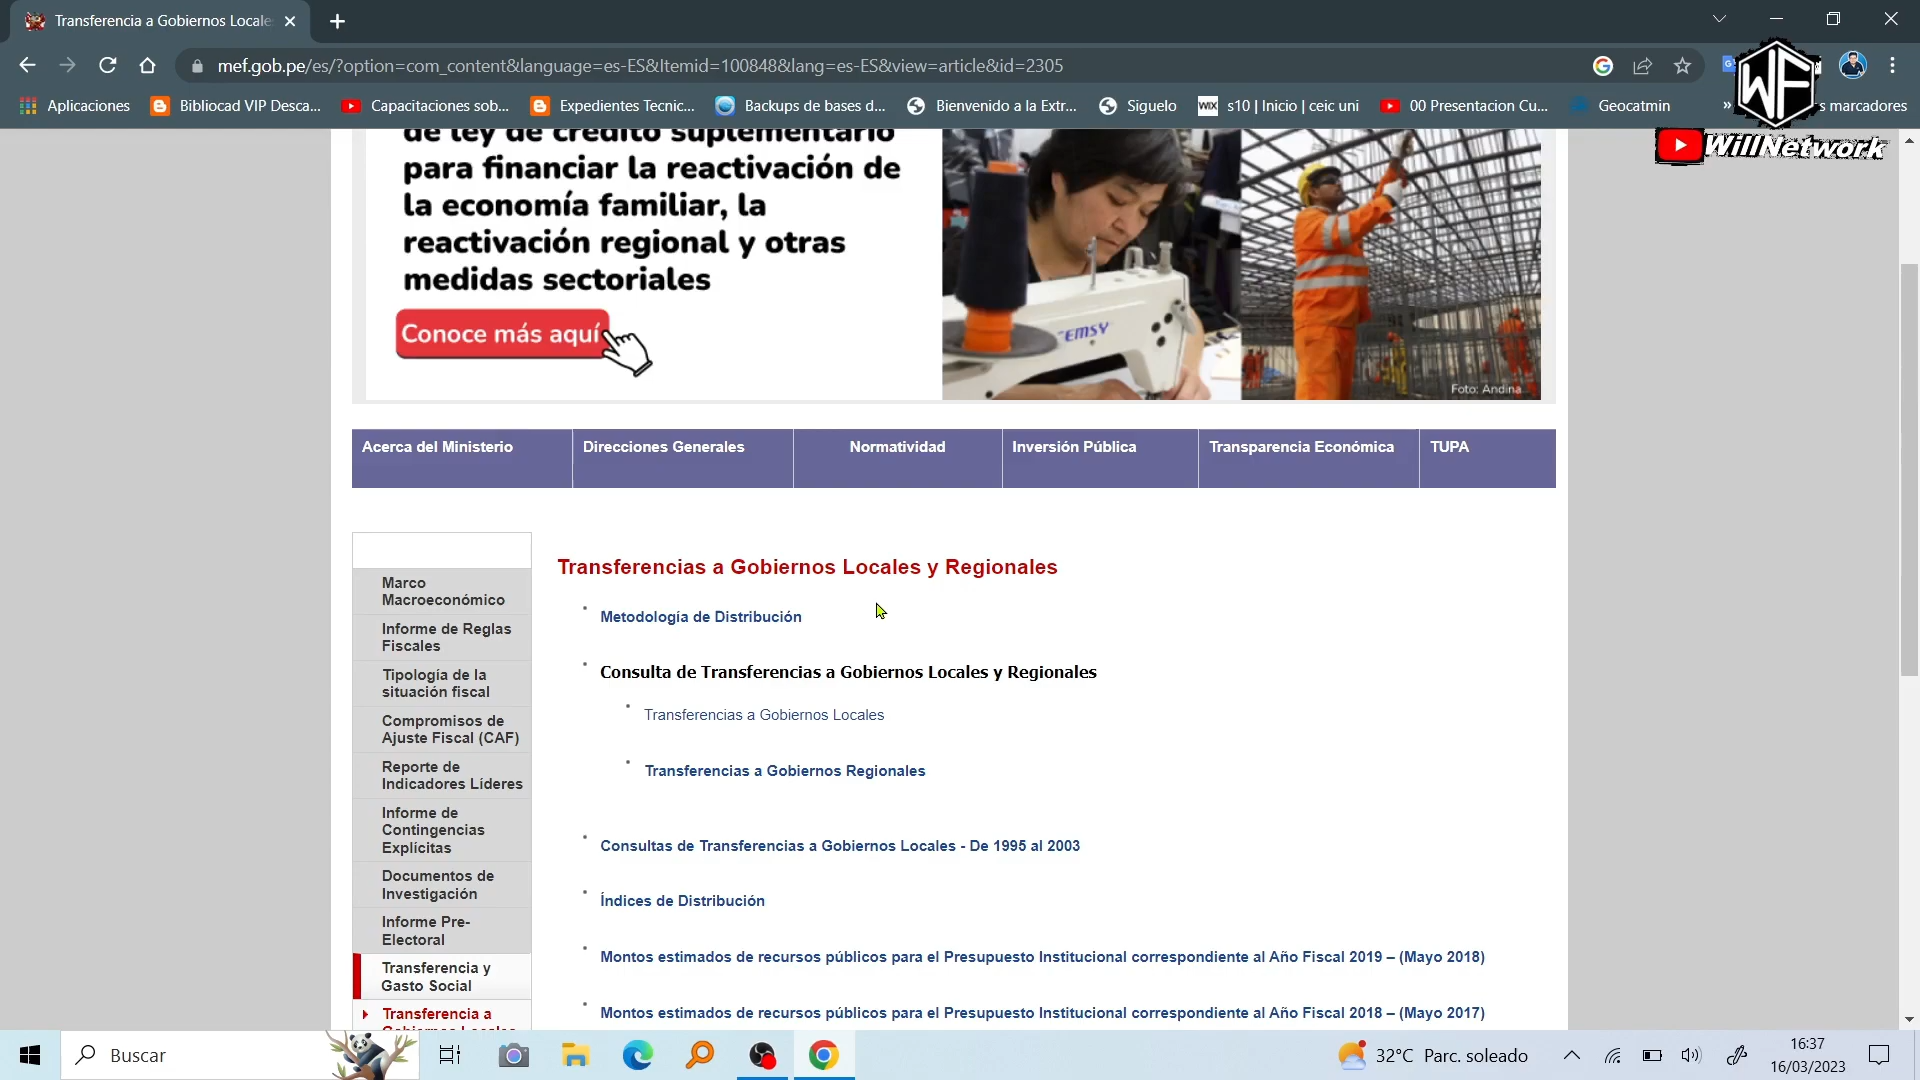 Transferencia a Gobiernos Locale
mef.gob.pe/es/?option=com_content&language=es-ES&Itemid=100848&lang=es-ES&view=article&id=2305
Aplicaciones
Bibliocad VIP Desca...
Capacitaciones sob...
Expedientes Tecnic...
Backups de bases d...
Bienvenido a la Extr...
Siguelo
WIX s10 | Inicio | ceic uni
00 Presentacion Cu...
Geocatmin
»
marcadores
WF
WillNetwork
de ley de crédito suplementario
para financiar la reactivación de
la economía familiar, la
reactivación regional y otras
medidas sectoriales
Conoce más aquí
EMSY
Foto: Andina
Acerca del Ministerio
Direcciones Generales
Normatividad
Inversión Pública
Transparencia Económica
TUPA
Marco
Macroeconómico
Informe de Reglas
Fiscales
Tipología de la
situación fiscal
Compromisos de
Ajuste Fiscal (CAF)
Reporte de
Indicadores Líderes
Informe de
Contingencias
Explícitas
Documentos de
Investigación
Informe Pre-
Electoral
Transferencia y
Gasto Social
Transferencia a
Gobiernos Locales
Transferencias a Gobiernos Locales y Regionales
Metodología de Distribución
Consulta de Transferencias a Gobiernos Locales y Regionales
Transferencias a Gobiernos Locales
Transferencias a Gobiernos Regionales
Consultas de Transferencias a Gobiernos Locales - De 1995 al 2003
Índices de Distribución
Montos estimados de recursos públicos para el Presupuesto Institucional correspondiente al Año Fiscal 2019 – (Mayo 2018)
Montos estimados de recursos públicos para el Presupuesto Institucional correspondiente al Año Fiscal 2018 – (Mayo 2017)
Buscar
32°C Parc. soleado
16:37
16/03/2023